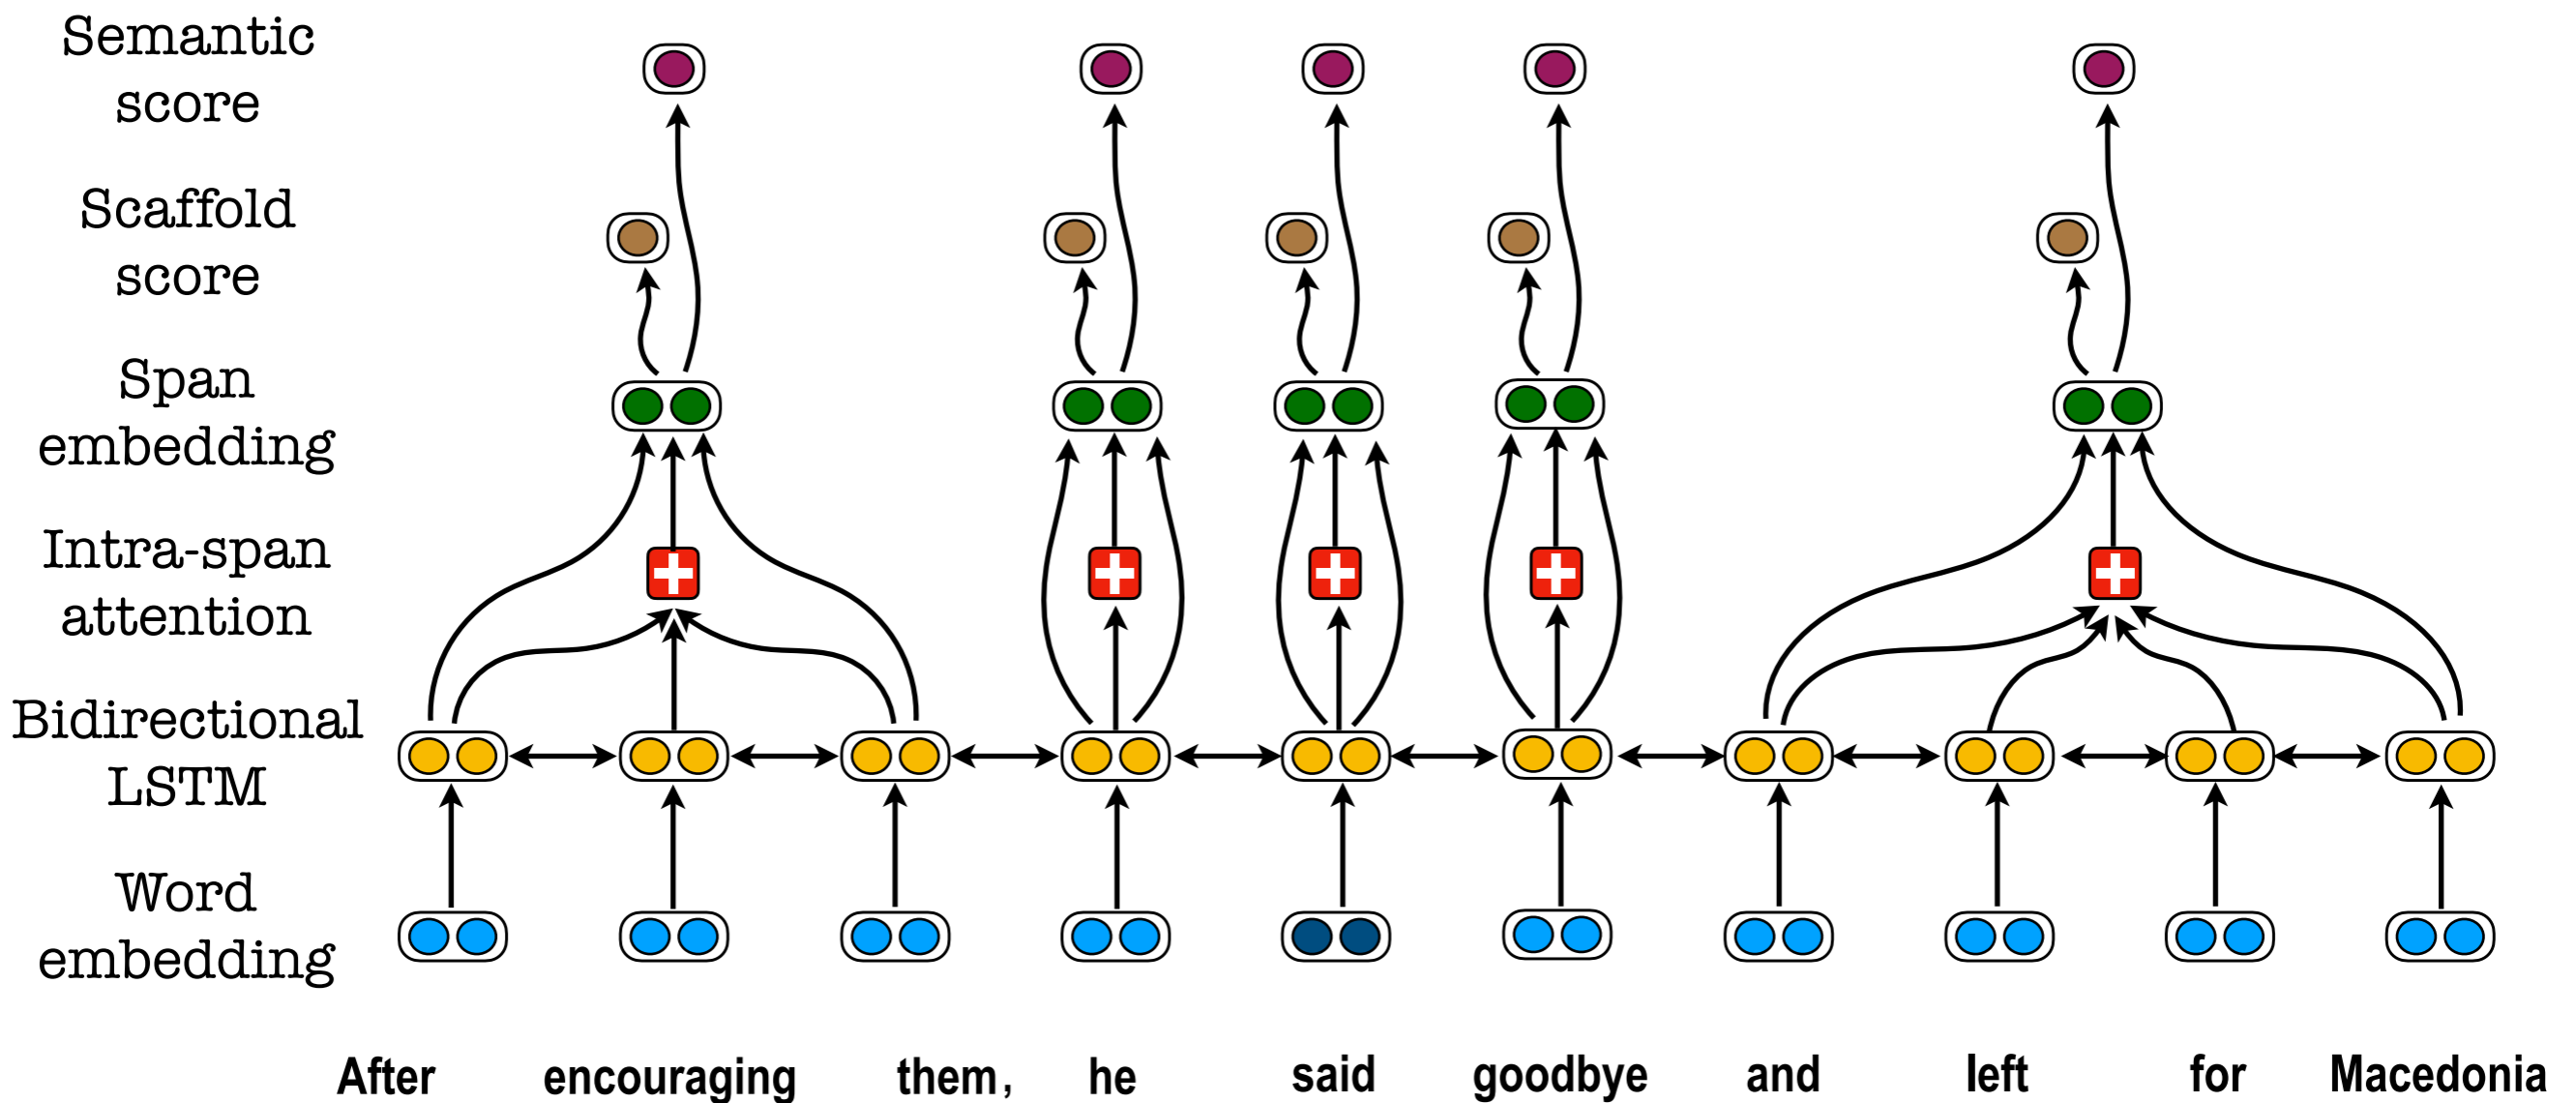 Semantic
score
Scaffold
score
Span
embedding
Intra-span
attention
Bidirectional
LSTM
Word
embedding
After encouraging them, he said goodbye and left for Macedonia